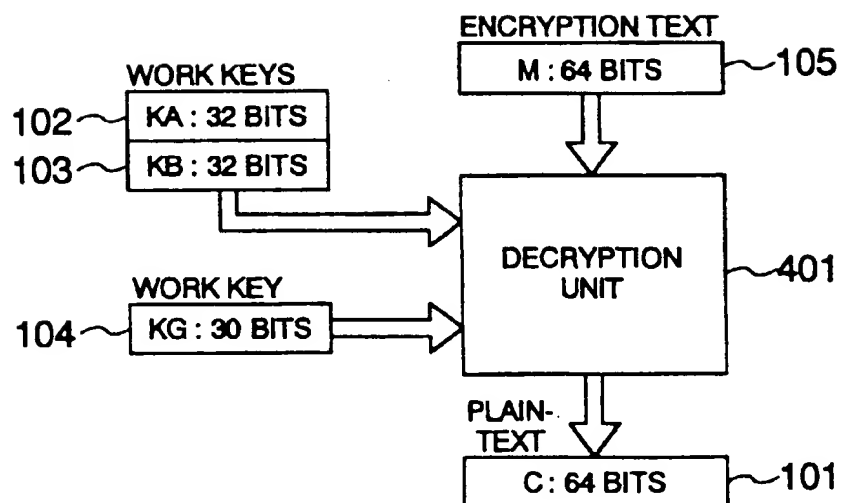 ENCRYPTION TEXT
M : 64 BITS
105
WORK KEYS
102
KA : 32 BITS
103
KB : 32 BITS
DECRYPTION
UNIT
401
WORK KEY
104
KG : 30 BITS
PLAIN-
TEXT
C : 64 BITS
101